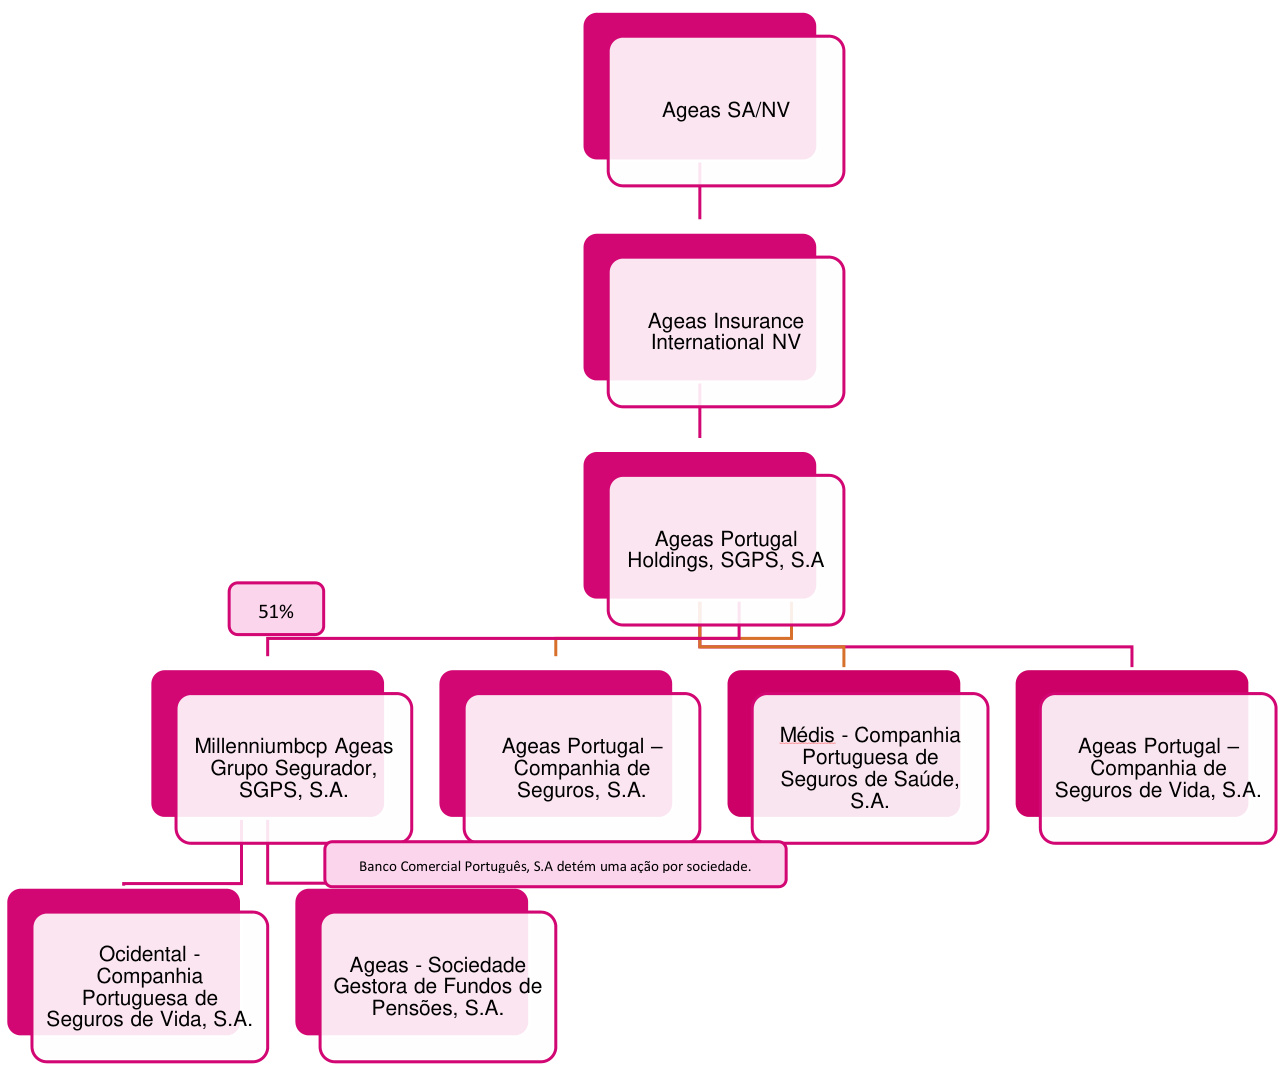 Ageas SA/NV
Ageas Insurance
International NV
Ageas Portugal
Holdings, SGPS, S.A
51%
Millenniumbcp Ageas
Grupo Segurador,
SGPS, S.A.
Ageas Portugal –
Companhia de
Seguros, S.A.
Médis - Companhia
Portuguesa de
Seguros de Saúde,
S.A.
Ageas Portugal –
Companhia de
Seguros de Vida, S.A.
Banco Comercial Português, S.A detém uma ação por sociedade.
Ocidental -
Companhia
Portuguesa de
Seguros de Vida, S.A.
Ageas - Sociedade
Gestora de Fundos de
Pensões, S.A.